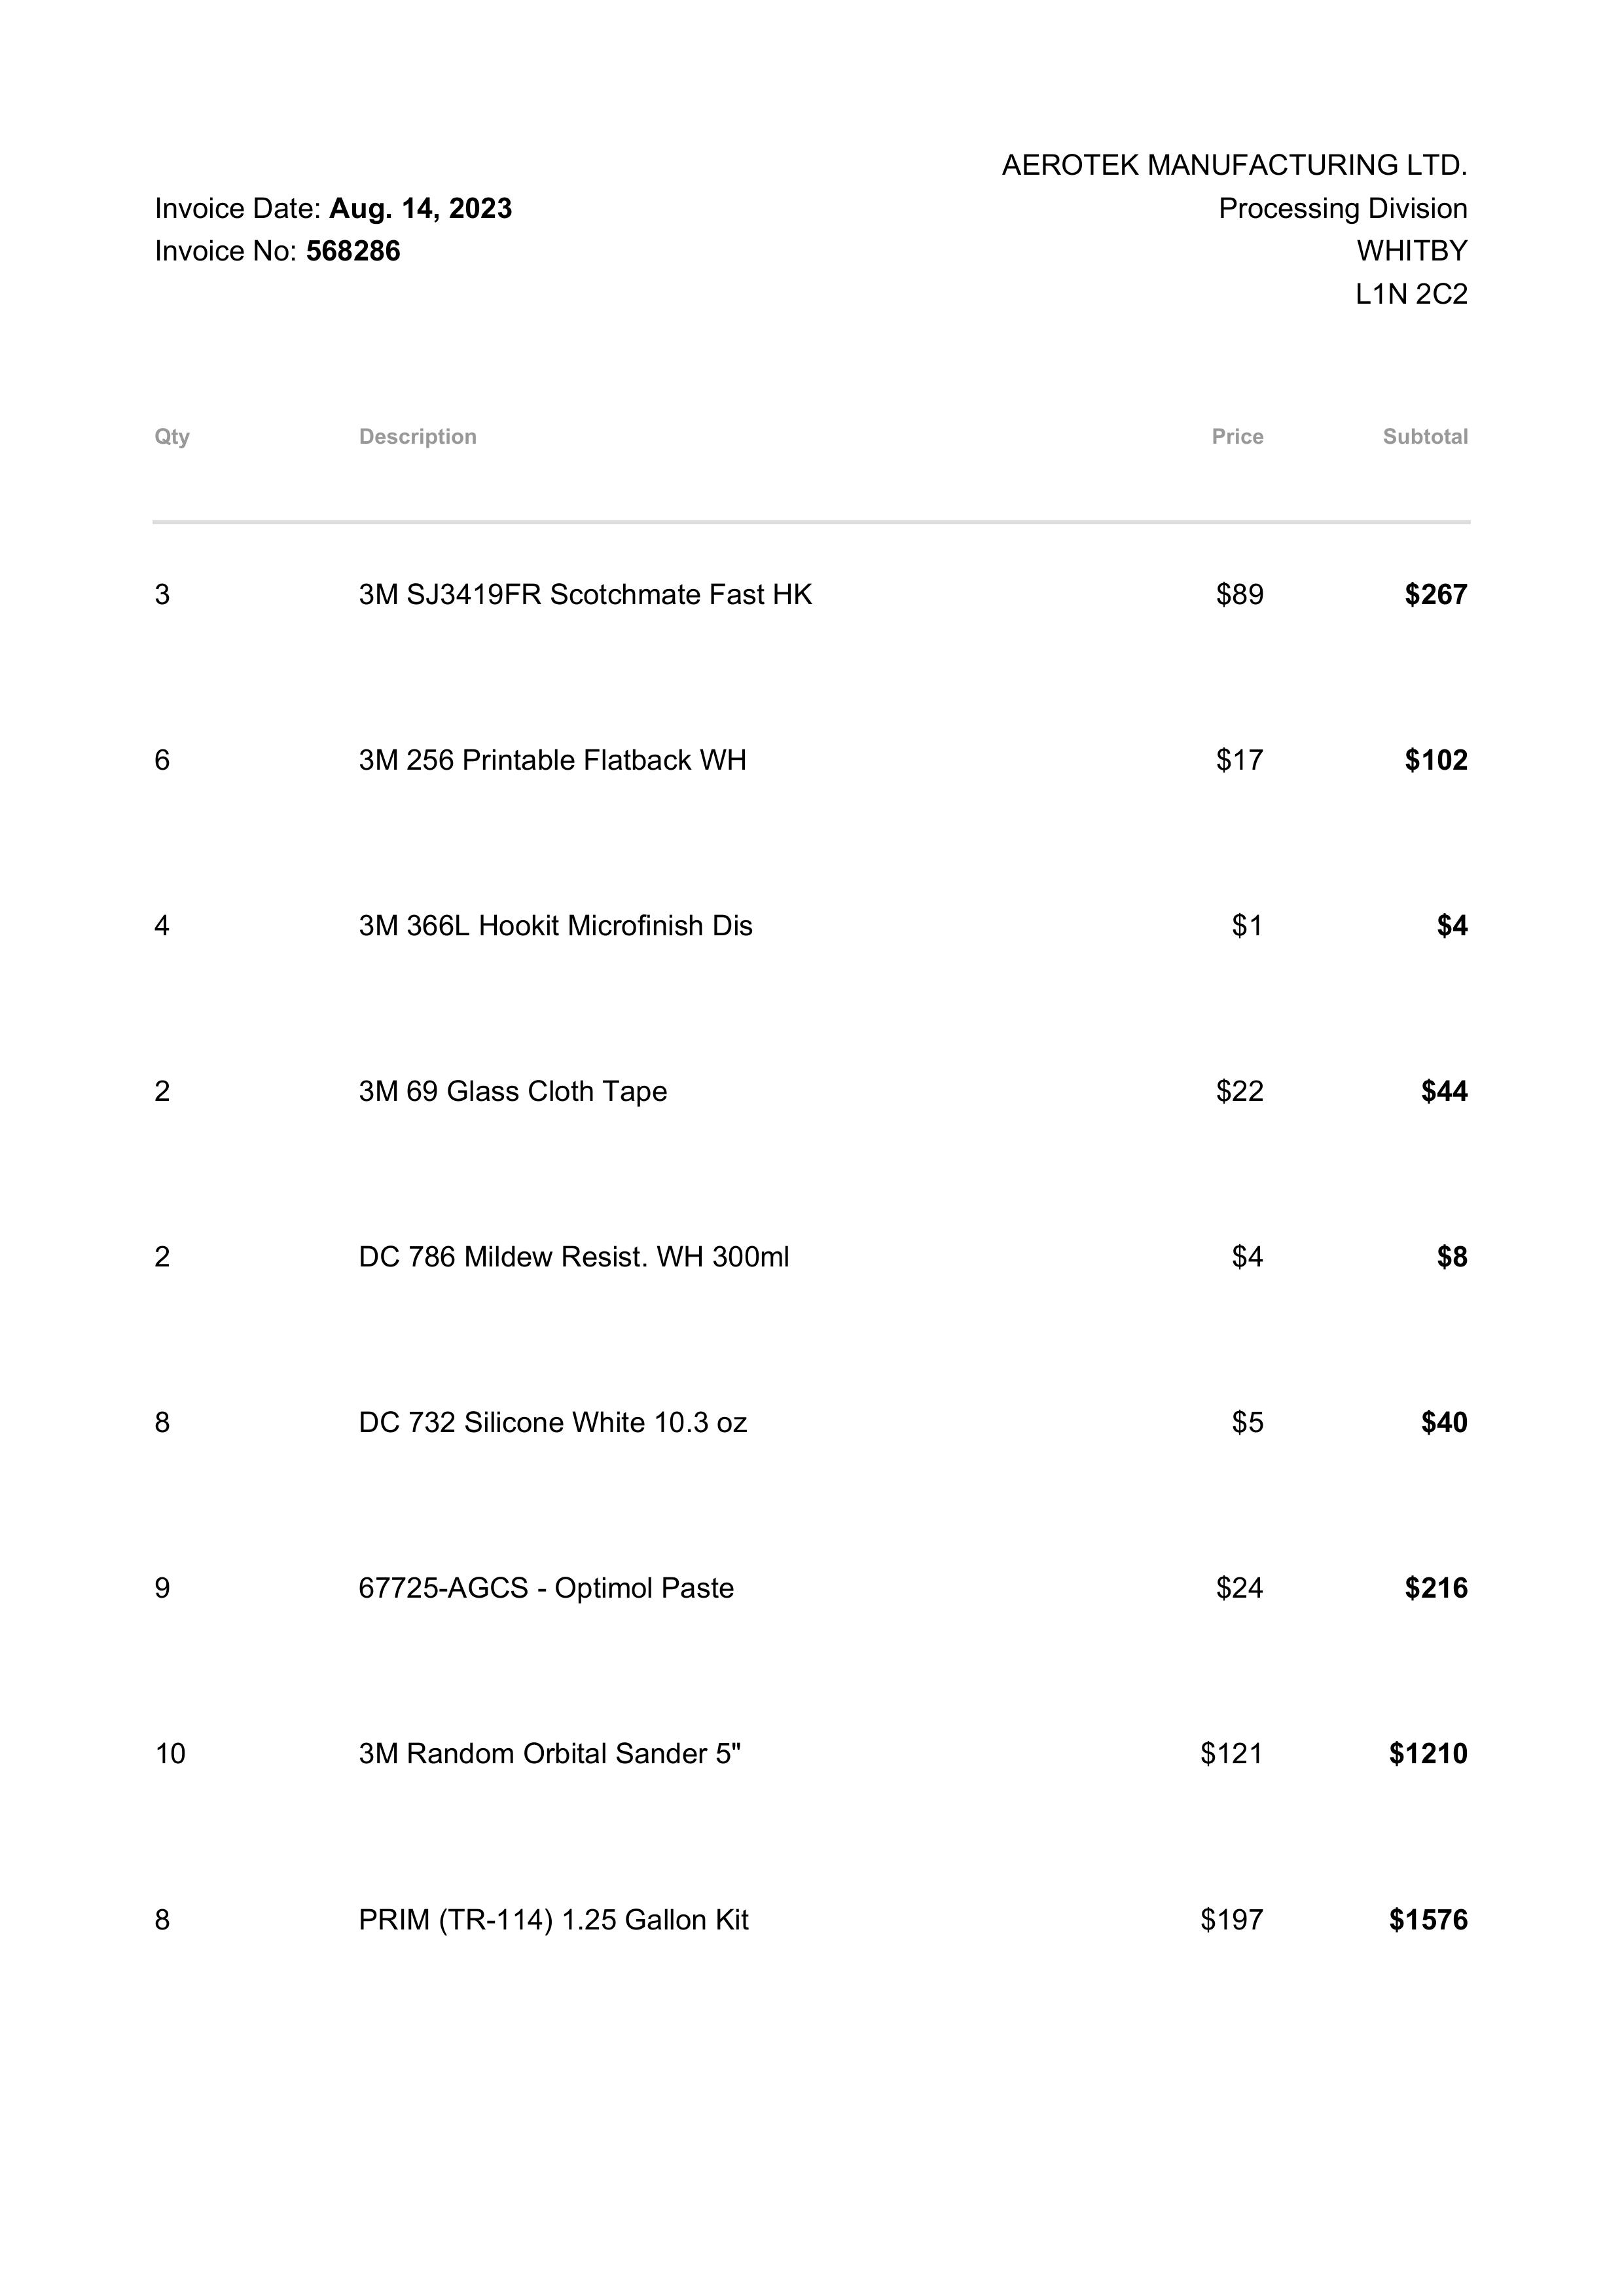 AEROTEK MANUFACTURING LTD.
Invoice Date: Aug. 14, 2023 Processing Division
Invoice No: 568286 WHITBY
L1N 2C2
Qty Description Price Subtotal
3 3M SJ3419FR Scotchmate Fast HK $89 $267
6 3M 256 Printable Flatback WH $17 $102
4 3M 366L Hookit Microfinish Dis $1 $4
2 3M 69 Glass Cloth Tape $22 $44
2 DC 786 Mildew Resist. WH 300ml $4 $8
8 DC 732 Silicone White 10.3 oz $5 $40
9 67725-AGCS - Optimol Paste $24 $216
10 3M Random Orbital Sander 5" $121 $1210
8 PRIM (TR-114) 1.25 Gallon Kit $197 $1576